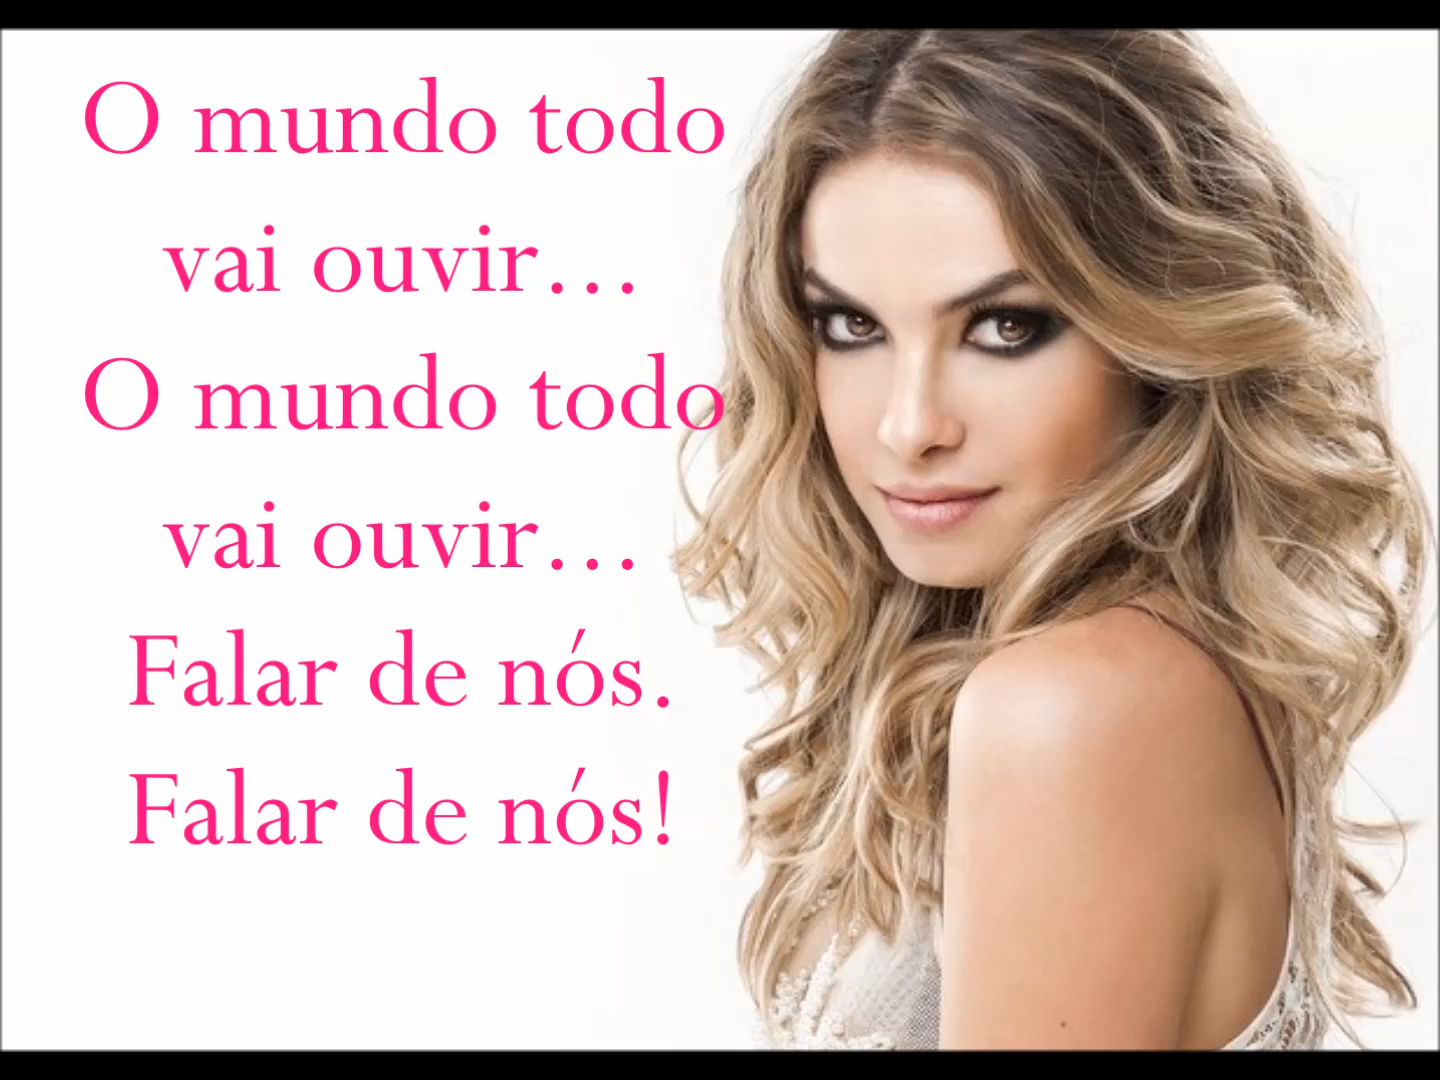 O mundo todo
vai ouvir...
O mundo todo
vai ouvir...
Falar de nós.
Falar de nós!